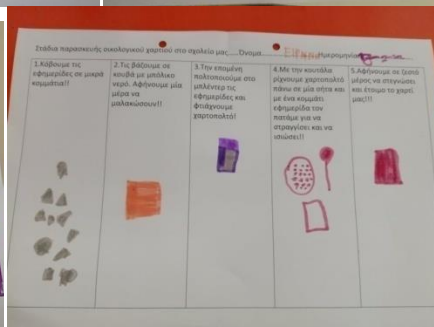 Στάδια παρασκευής οικολογικού χαρτιού στο σχολείο μας.....Όνομα......ΕΙΡΗΝΗ Ημερομηνία
1.Κόβουμε τις
εφημερίδες σε μικρά
κομμάτια!!
2.Τις βάζουμε σε
κουβά με μπόλικο
νερό. Αφήνουμε μία
μέρα να
μαλακώσουν!!
3.Την επομένη
πολτοποιούμε στο
μπλέντερ τις
εφημερίδες και
φτιάχνουμε
χαρτοπολτό!
4.Με την κουτάλα
ρίχνουμε χαρτοπολτό
πάνω σε μία σήτα και
με ένα κομμάτι
εφημερίδα τον
πατάμε για να
στραγγίσει και να
ισιώσει!!
5.Αφήνουμε σε ζεστό
μέρος να στεγνώσει
και έτοιμο το χαρτί
μας!!!